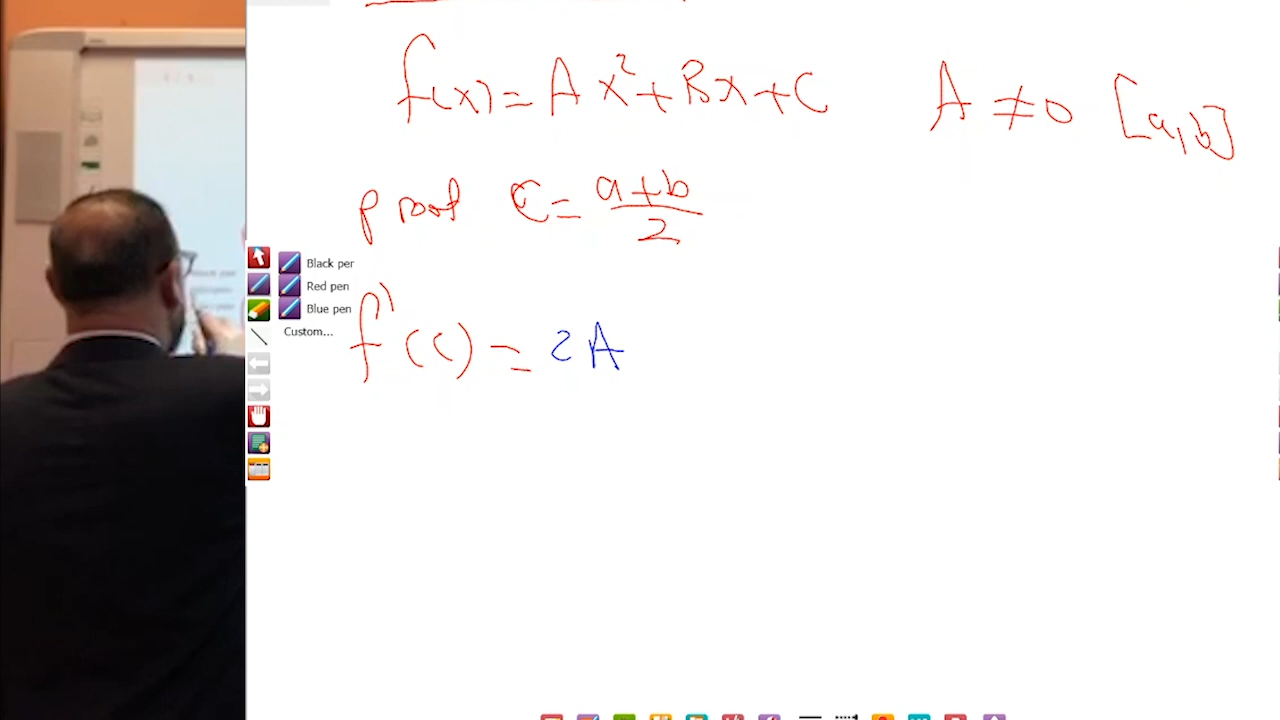 f(x) = Ax² + Bx + C A ≠ 0 [a,b]
proof C = a+b/2
Black pen
Red pen
Blue pen
Custom...
f'(c) = 2A